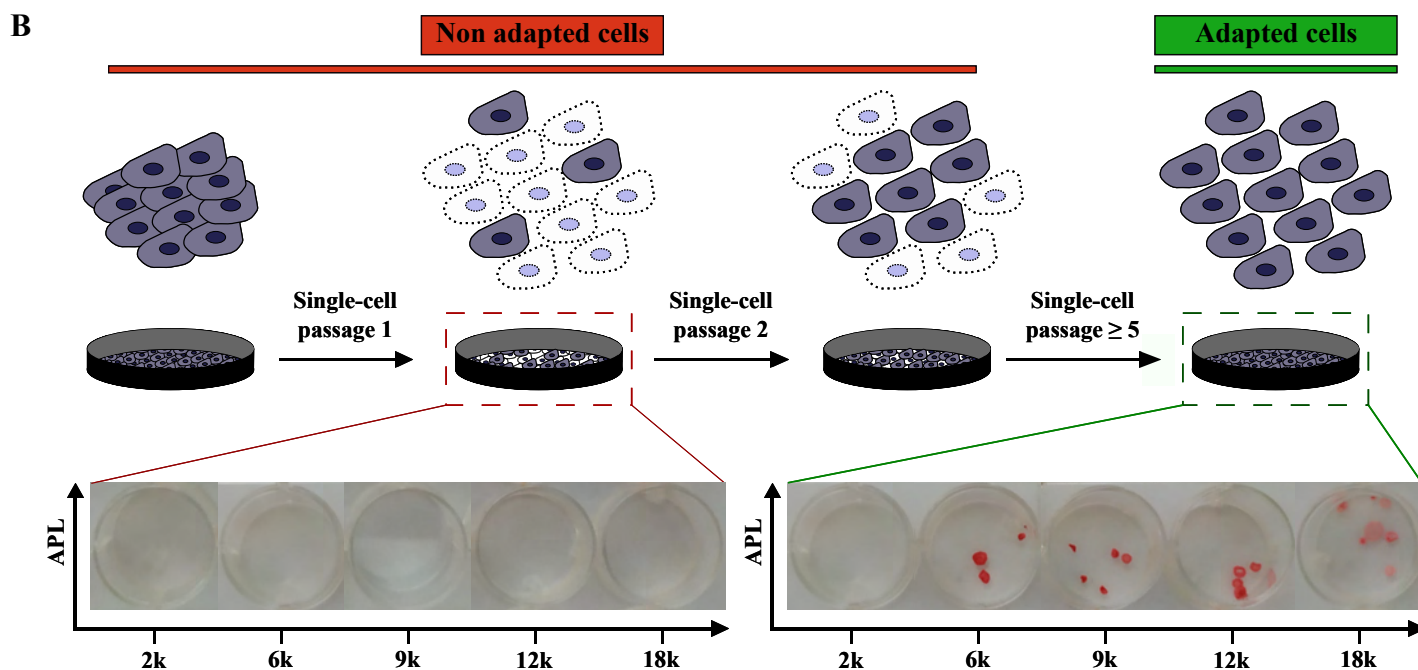 B
Non adapted cells
Adapted cells
Single-cell
passage 1
Single-cell
passage 2
Single-cell
passage ≥ 5
APL
2k
6k
9k
12k
18k
APL
2k
6k
9k
12k
18k